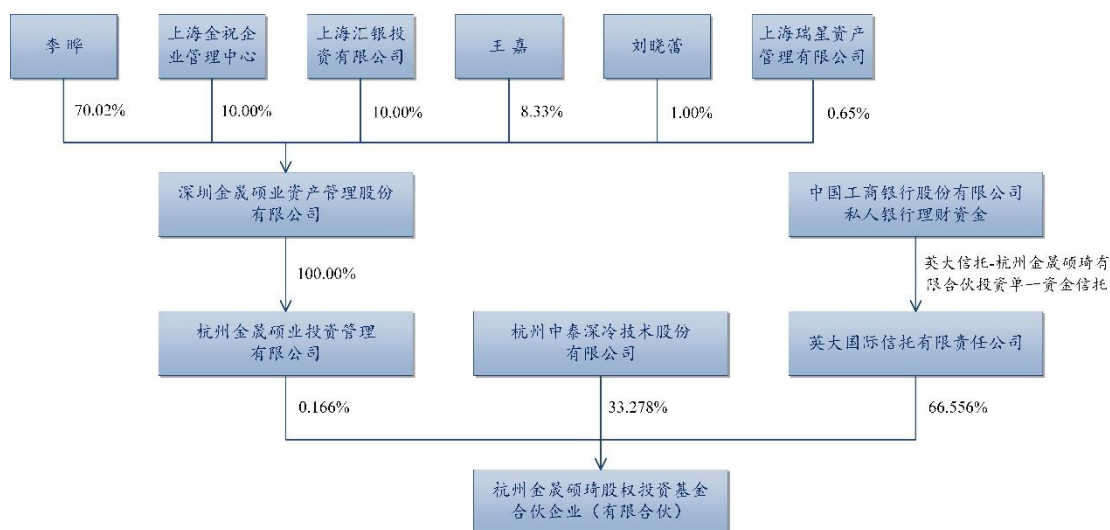 李晔
上海金祝企
业管理中心
上海汇银投
资有限公司
王嘉
刘晓蕾
上海瑞星资产
管理有限公司
70.02%
10.00%
10.00%
8.33%
1.00%
0.65%
深圳金晟硕业资产管理股份
有限公司
中国工商银行股份有限公司
私人银行理财资金
100.00%
英大信托-杭州金晟硕琦有
限合伙投资单一资金信托
杭州金晟硕业投资管理
有限公司
杭州中泰深冷技术股份
有限公司
英大国际信托有限责任公司
0.166%
33.278%
66.556%
杭州金晟硕琦股权投资基金
合伙企业（有限合伙）